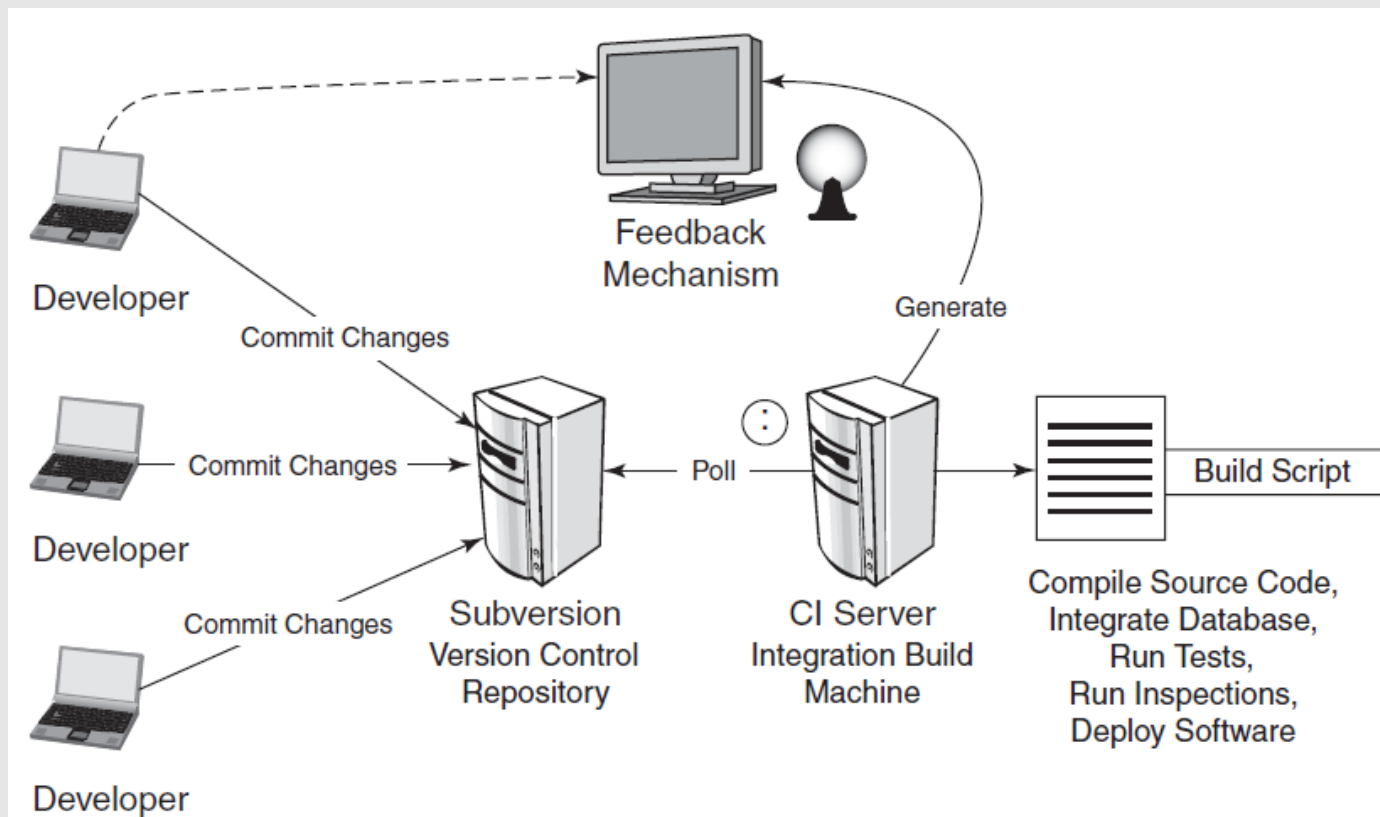 Feedback
Mechanism
Developer
Generate
Commit Changes
Commit Changes
Poll
:
Build Script
Developer
Subversion
Version Control
Repository
CI Server
Integration Build
Machine
Compile Source Code,
Integrate Database,
Run Tests,
Run Inspections,
Deploy Software
Commit Changes
Developer